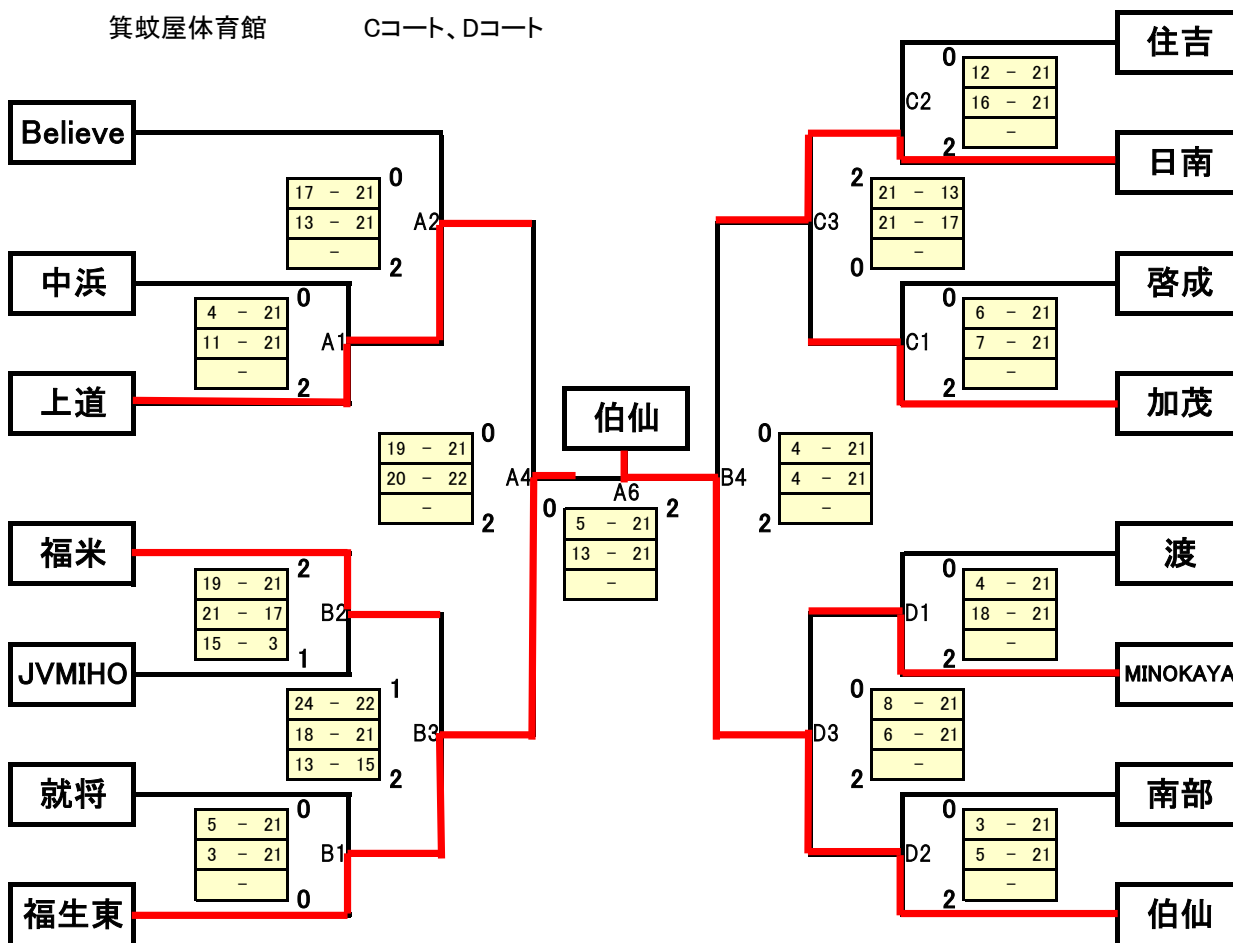 箕蚊屋体育館 Cコート、Dコート
Believe
0
17 - 21
A2
13 - 21
-
2
中浜
0
4 - 21
A1
11 - 21
-
2
上道
0
19 - 21
A4
20 - 22
-
2
福米
2
19 - 21
B2
21 - 17
15 - 3
1
JVMIHO
1
24 - 22
B3
18 - 21
13 - 15
2
就将
0
5 - 21
B1
3 - 21
-
0
福生東
伯仙
A6
0
2
5 - 21
13 - 21
-
住吉
0
12 - 21
C2
16 - 21
-
2
日南
2
21 - 13
C3
21 - 17
-
0
啓成
0
6 - 21
C1
7 - 21
-
2
加茂
0
4 - 21
B4
4 - 21
-
2
渡
0
4 - 21
D1
18 - 21
-
2
MINOKAYA
0
8 - 21
D3
6 - 21
-
2
南部
0
3 - 21
D2
5 - 21
-
2
伯仙